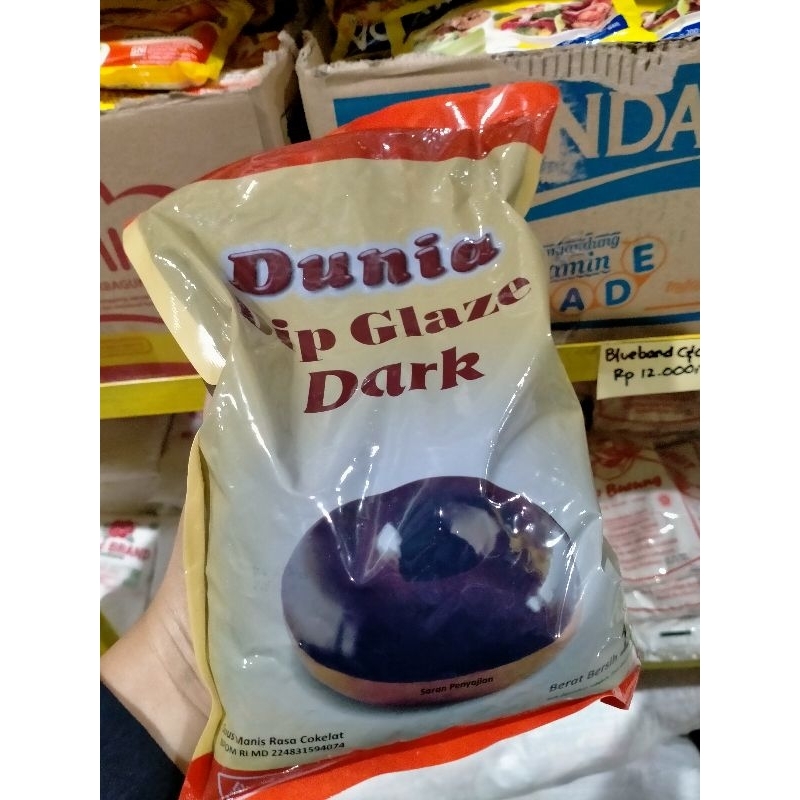 NDA
Vitamin
A D E
Blueband
Rp 12.000
Dunia
Dip Glaze
Dark
Saran Penyajian
Berat Bersih
Manis Rasa Cokelat
BPOM RI MD 224831594074
BRAND